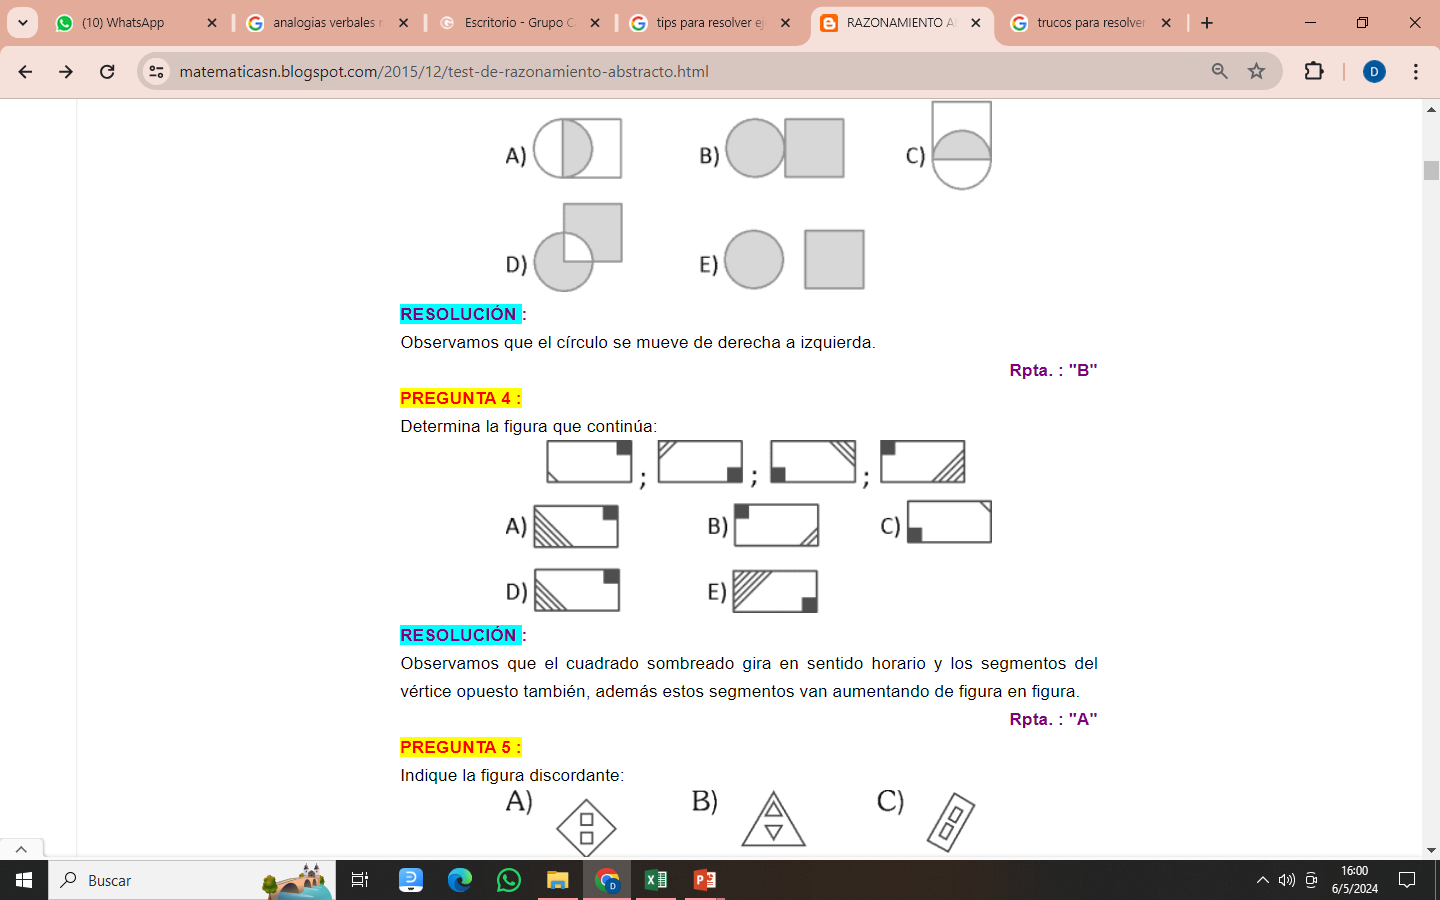 (10) WhatsApp
analogias verbales r
Escritorio - Grupo C
tips para resolver ej
RAZONAMIENTO A
trucos para resolver
matematicasn.blogspot.com/2015/12/test-de-razonamiento-abstracto.html
D
A)
B)
C)
D)
E)
RESOLUCIÓN :
Observamos que el círculo se mueve de derecha a izquierda.
Rpta. : "B"
PREGUNTA 4 :
Determina la figura que continúa:
; ; ;
A)
B)
C)
D)
E)
RESOLUCIÓN :
Observamos que el cuadrado sombreado gira en sentido horario y los segmentos del
vértice opuesto también, además estos segmentos van aumentando de figura en figura.
Rpta. : "A"
PREGUNTA 5 :
Indique la figura discordante:
A)
B)
C)
Buscar
16:00
6/5/2024